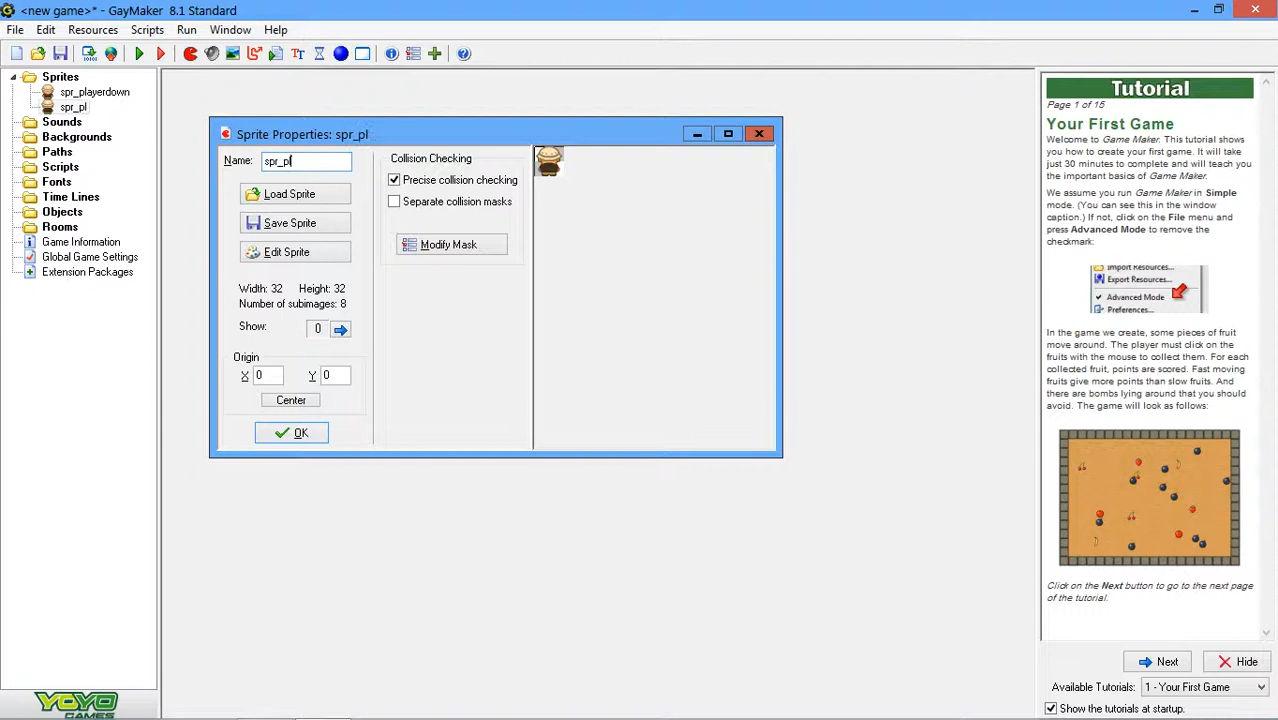 <new game>* - GayMaker 8.1 Standard
File Edit Resources Scripts Run Window Help
Sprites
spr_playerdown
spr_pl
Sounds
Backgrounds
Paths
Scripts
Fonts
Time Lines
Objects
Rooms
Game Information
Global Game Settings
Extension Packages
YOYO
GAMES
Sprite Properties: spr_pl
Name: spr_pl
Load Sprite
Save Sprite
Edit Sprite
Width: 32 Height: 32
Number of subimages: 8
Show: 0
Origin
X 0 Y 0
Center
OK
Collision Checking
Precise collision checking
Separate collision masks
Modify Mask
Tutorial
Page 1 of 15
Your First Game
Welcome to Game Maker. This tutorial shows
you how to create your first game. It will take
just 30 minutes to complete and will teach you
the important basics of Game Maker.
We assume you run Game Maker in Simple
mode. (You can see this in the window
caption.) If not, click on the File menu and
press Advanced Mode to remove the
checkmark:
Import Resources...
Export Resources...
Advanced Mode
Preferences...
In the game we create, some pieces of fruit
move around. The player must click on the
fruits with the mouse to collect them. For each
collected fruit, points are scored. Fast moving
fruits give more points than slow fruits. And
there are bombs lying around that you should
avoid. The game will look as follows:
Click on the Next button to go to the next page
of the tutorial.
Next Hide
Available Tutorials: 1 - Your First Game
Show the tutorials at startup.